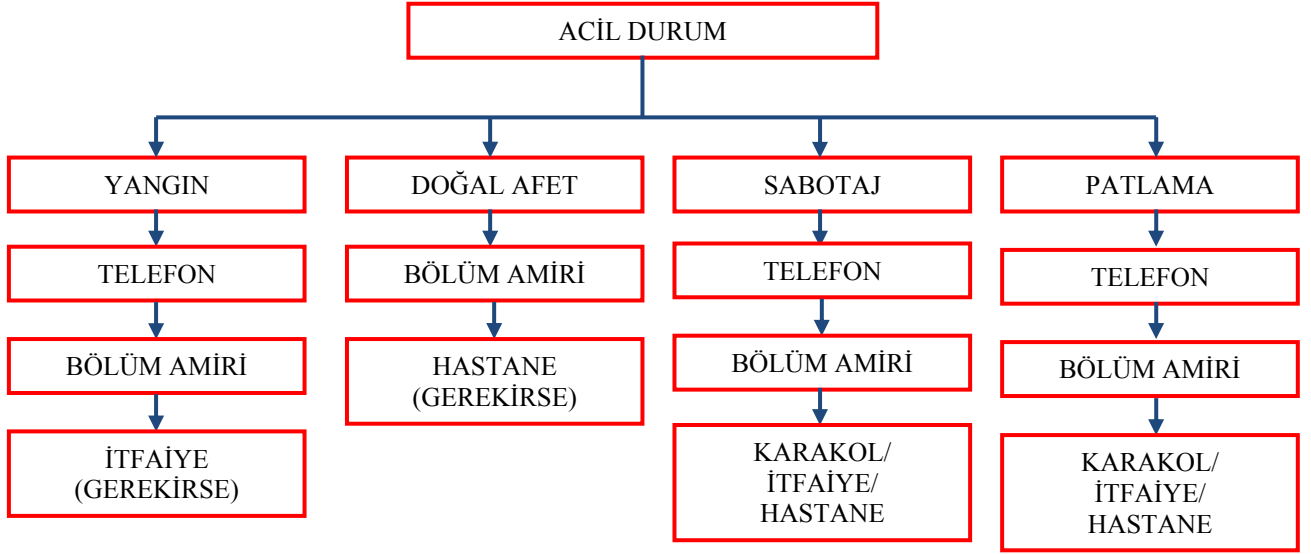 ACİL DURUM
YANGIN
DOĞAL AFET
SABOTAJ
PATLAMA
TELEFON
BÖLÜM AMİRİ
TELEFON
TELEFON
BÖLÜM AMİRİ
HASTANE
(GEREKİRSE)
BÖLÜM AMİRİ
BÖLÜM AMİRİ
İTFAİYE
(GEREKİRSE)
KARAKOL/
İTFAİYE/
HASTANE
KARAKOL/
İTFAİYE/
HASTANE